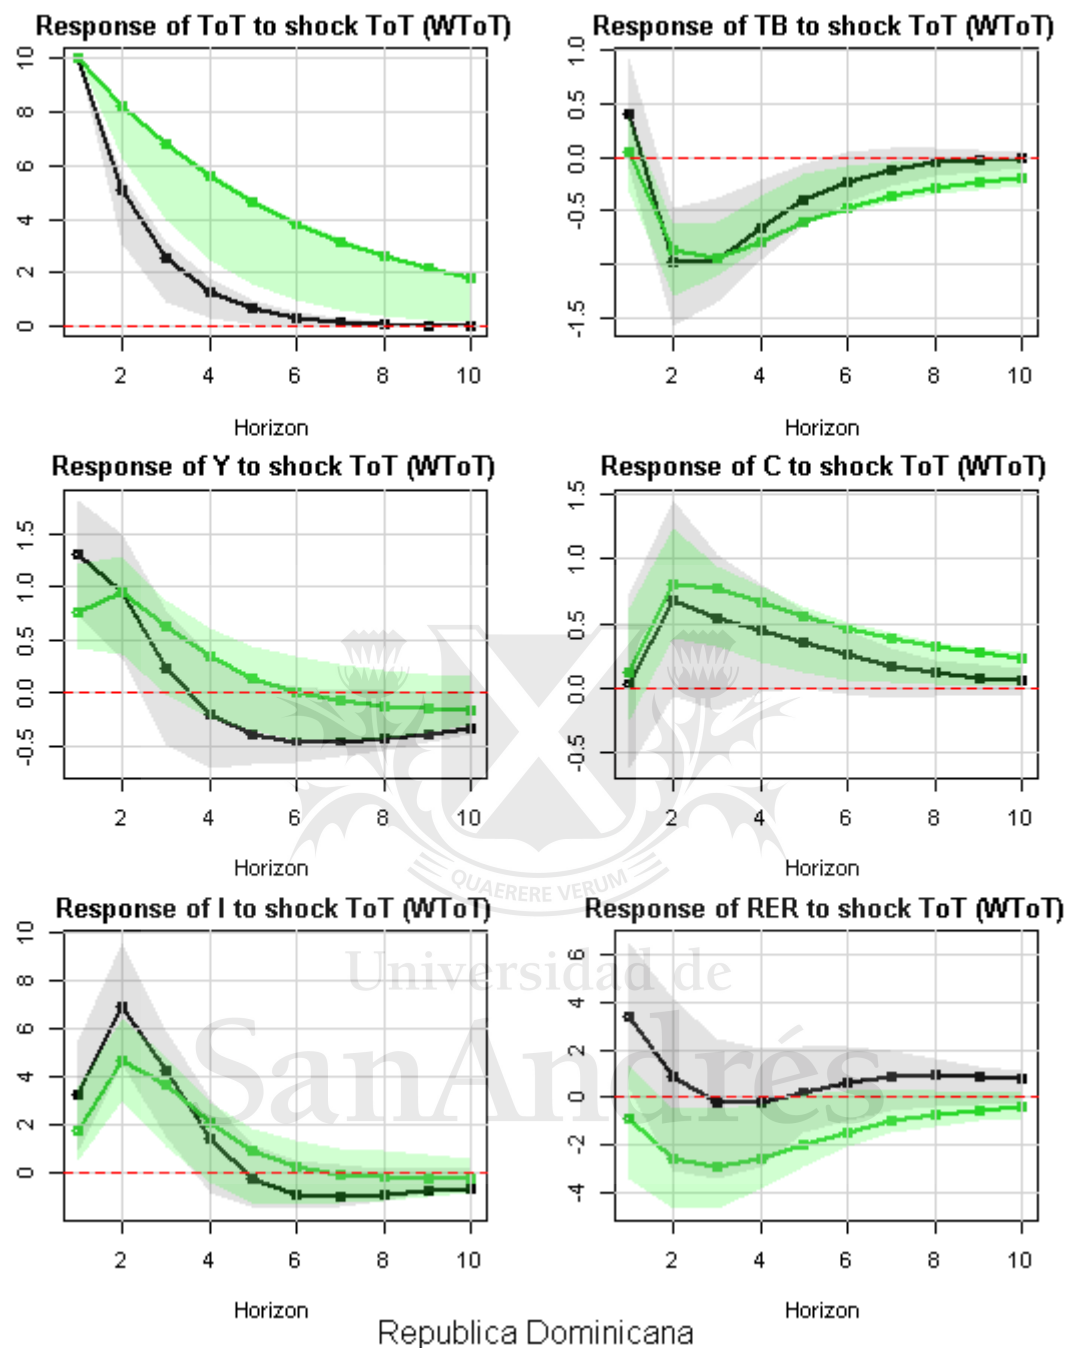 Response of ToT to shock ToT (WToT)
10
8
6
4
2
0
2 4 6 8 10
Horizon
Response of TB to shock ToT (WToT)
1.0
0.5
0.0
-0.5
-1.5
2 4 6 8 10
Horizon
Response of Y to shock ToT (WToT)
1.5
1.0
0.5
0.0
-0.5
2 4 6 8 10
Horizon
Response of C to shock ToT (WToT)
1.5
1.0
0.5
0.0
-0.5
2 4 6 8 10
Horizon
QUAERERE VERUM
Response of I to shock ToT (WToT)
10
8
6
4
2
0
2 4 6 8 10
Horizon
Response of RER to shock ToT (WToT)
6
4
2
0
-2
-4
2 4 6 8 10
Horizon
Universidad de
SanAndrés
Republica Dominicana